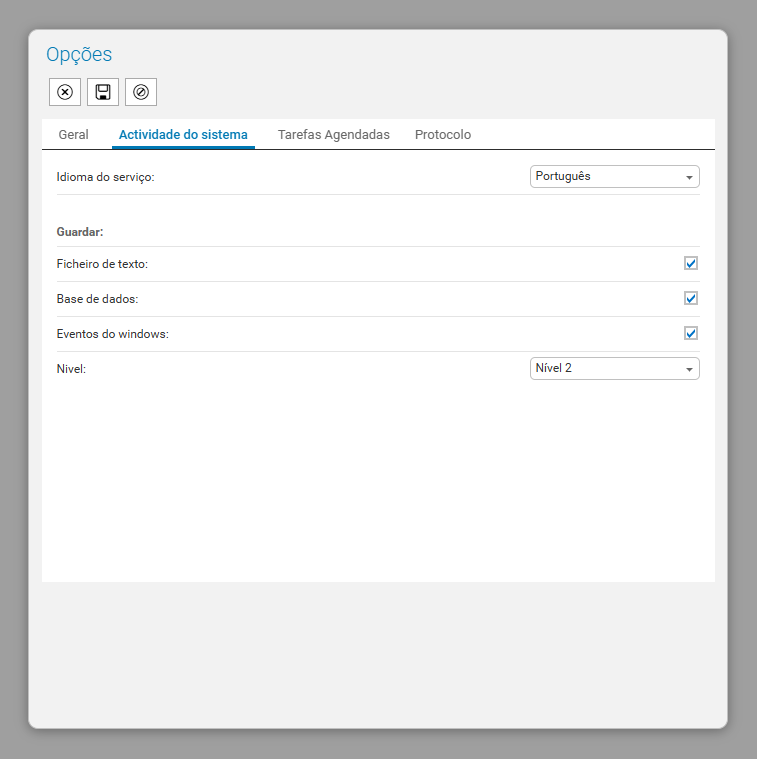 Opções
Geral Actividade do sistema Tarefas Agendadas Protocolo
Idioma do serviço: Português
Guardar:
Ficheiro de texto:
Base de dados:
Eventos do windows:
Nivel: Nível 2